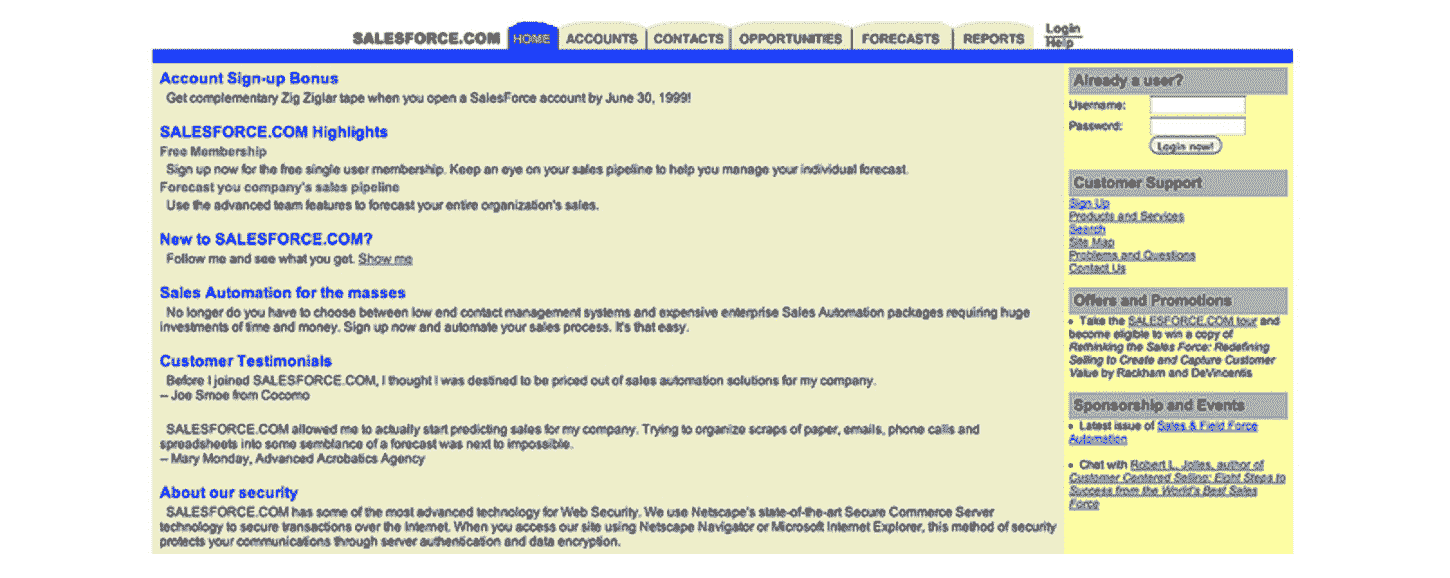 SALESFORCE.COM HOME ACCOUNTS CONTACTS OPPORTUNITIES FORECASTS REPORTS Login
Help
Account Sign-up Bonus
Get complementary Zig Ziglar tape when you open a SalesForce account by June 30, 1999!
SALESFORCE.COM Highlights
Free Membership
Sign up now for the free single user membership. Keep an eye on your sales pipeline to help you manage your individual forecast.
Forecast you company's sales pipeline
Use the advanced team features to forecast your entire organization's sales.
New to SALESFORCE.COM?
Follow me and see what you get. Show me
Sales Automation for the masses
No longer do you have to choose between low end contact management systems and expensive enterprise Sales Automation packages requiring huge
investments of time and money. Sign up now and automate your sales process. It's that easy.
Customer Testimonials
Before I joined SALESFORCE.COM, I thought I was destined to be priced out of sales automation solutions for my company.
-- Joe Smoe from Cocomo
SALESFORCE.COM allowed me to actually start predicting sales for my company. Trying to organize scraps of paper, emails, phone calls and
spreadsheets into some semblance of a forecast was next to impossible.
-- Mary Monday, Advanced Acrobatics Agency
About our security
SALESFORCE.COM has some of the most advanced technology for Web Security. We use Netscape's state-of-the-art Secure Commerce Server
technology to secure transactions over the Internet. When you access our site using Netscape Navigator or Microsoft Internet Explorer, this method of security
protects your communications through server authentication and data encryption.
Already a user?
Username:
Password:
Login now!
Customer Support
Sign Up
Products and Services
Search
Site Map
Problems and Questions
Contact Us
Offers and Promotions
• Take the SALESFORCE.COM tour and
become eligible to win a copy of
Rethinking the Sales Force: Redefining
Selling to Create and Capture Customer
Value by Rackham and DeVincentis
Sponsorship and Events
• Latest issue of Sales & Field Force
Automation
• Chat with Robert L. Jolles, author of
Customer Centered Selling: Eight Steps to
Success from the World's Best Sales
Force